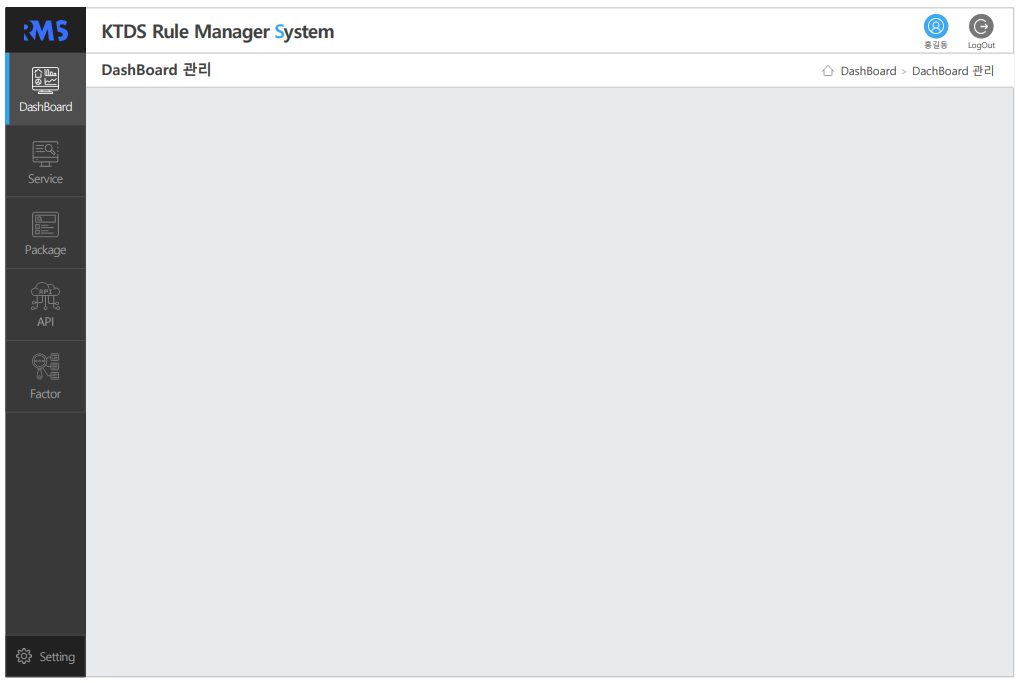 RMS
KTDS Rule Manager System
홍길동
LogOut
DashBoard 관리
DashBoard > DachBoard 관리
DashBoard
Service
Package
API
API
Factor
Setting